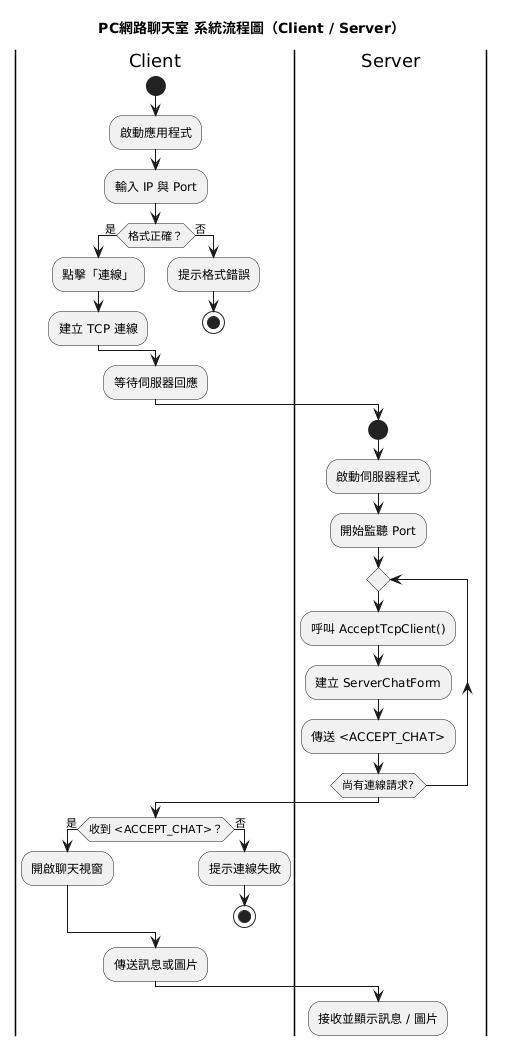 PC網路聊天室 系統流程圖（Client / Server）
Client
Server
啟動應用程式
輸入 IP 與 Port
是
格式正確？
否
點擊「連線」
提示格式錯誤
建立 TCP 連線
等待伺服器回應
啟動伺服器程式
開始監聽 Port
呼叫 AcceptTcpClient()
建立 ServerChatForm
傳送 <ACCEPT_CHAT>
尚有連線請求?
是
收到 <ACCEPT_CHAT>？
否
開啟聊天視窗
提示連線失敗
傳送訊息或圖片
接收並顯示訊息 / 圖片